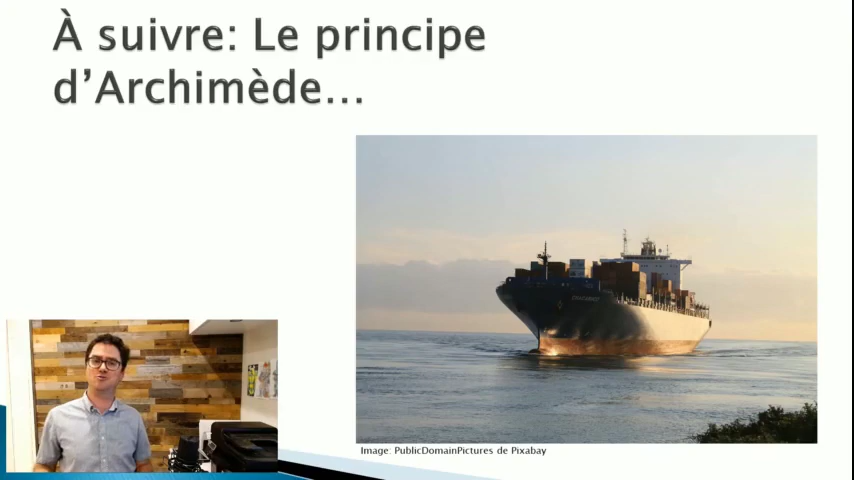 À suivre: Le principe
d’Archimède...
Image: PublicDomainPictures de Pixabay